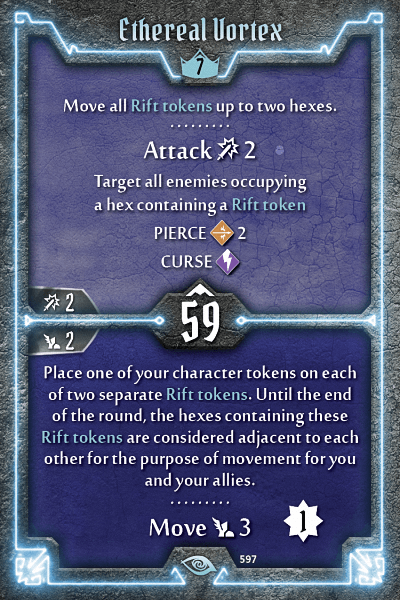 Ethereal Vortex
7
Move all Rift tokens up to two hexes.
Attack 2
Target all enemies occupying
a hex containing a Rift token
PIERCE 2
CURSE
2
59
2
Place one of your character tokens on each
of two separate Rift tokens. Until the end
of the round, the hexes containing these
Rift tokens are considered adjacent to each
other for the purpose of movement for you
and your allies.
Move 3
1
597